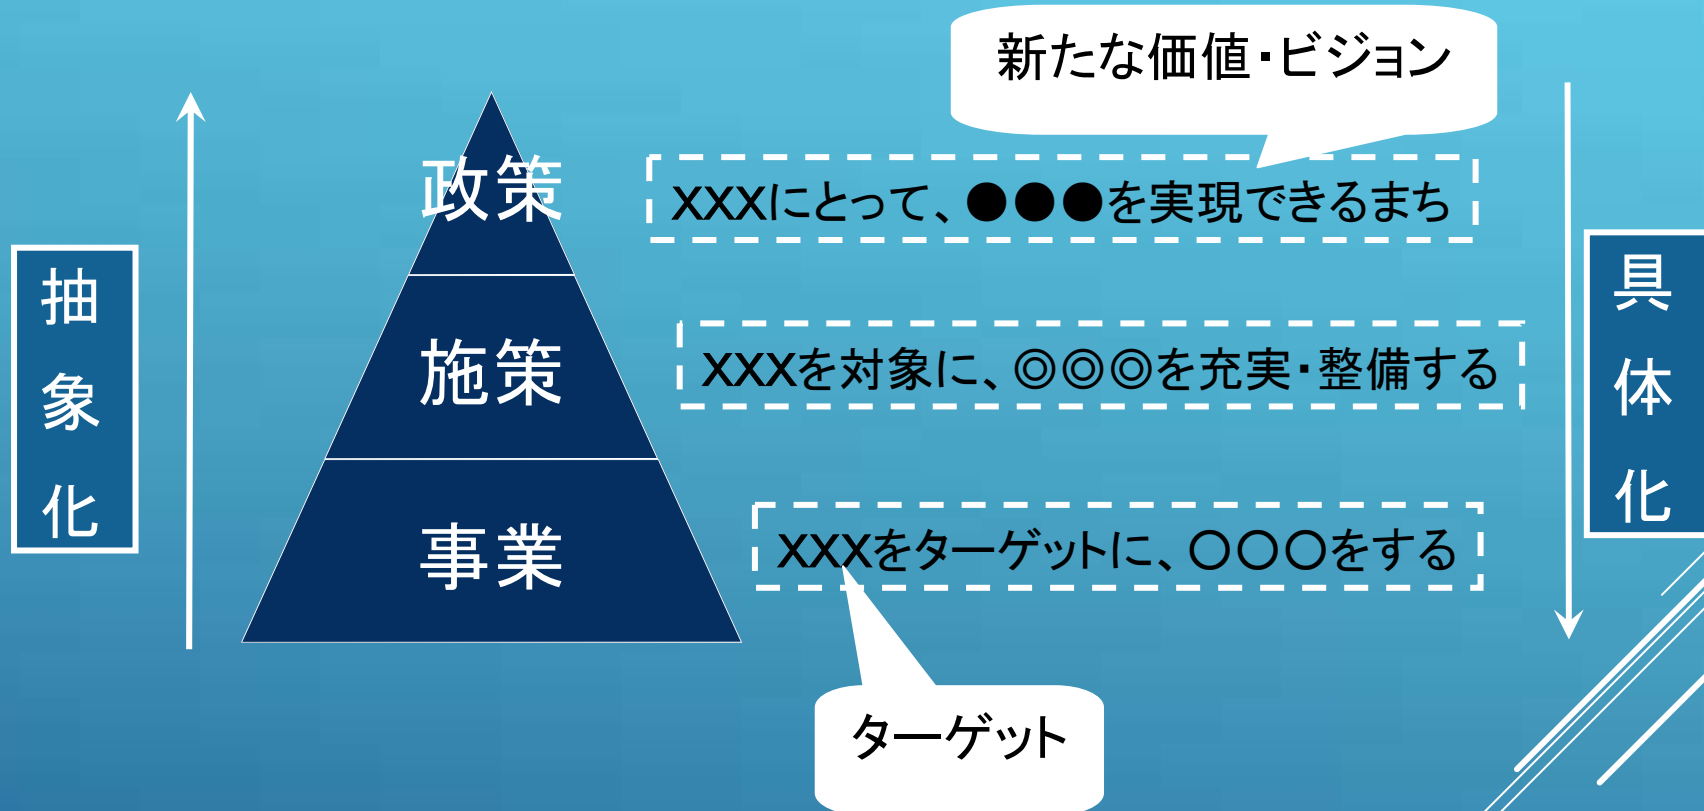 新たな価値・ビジョン
政策
xxxにとって、●●●を実現できるまち
抽象化
具体化
施策
xxxを対象に、◎◎◎を充実・整備する
事業
xxxをターゲットに、〇〇〇をする
ターゲット